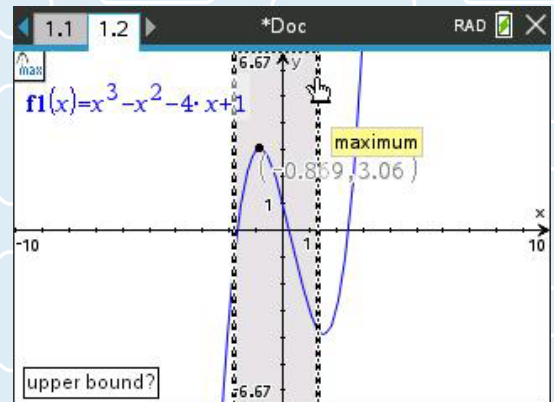 1.1 1.2 *Doc RAD
max
6.67 y
f1(x)=x³-x²-4·x+1
maximum
(-0.869,3.06)
1
x
-10 1 10
upper bound?
-6.67